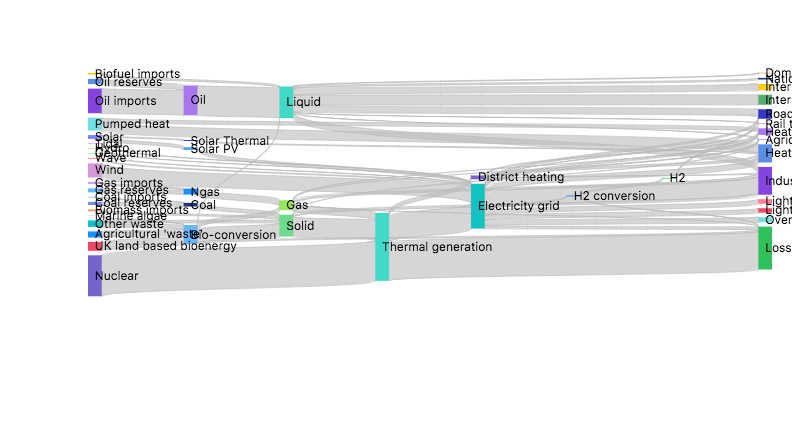 Biofuel imports
Oil reserves
Oil imports
Oil
Liquid
Pumped heat
Solar
Solar Thermal
Tidal
Hydro
Solar PV
Geothermal
Wave
Wind
Gas imports
Gas reserves
Ngas
Coal imports
Coal reserves
Coal
Gas
Biomass imports
Marine algae
Other waste
Solid
Agricultural 'waste'
Bio-conversion
UK land based bioenergy
Nuclear
Thermal generation
District heating
Electricity grid
H2 conversion
H2
Dom
Natio
Inter
Inter
Road
Rail t
Heat
Agric
Heat
Indus
Light
Light
Over
Loss